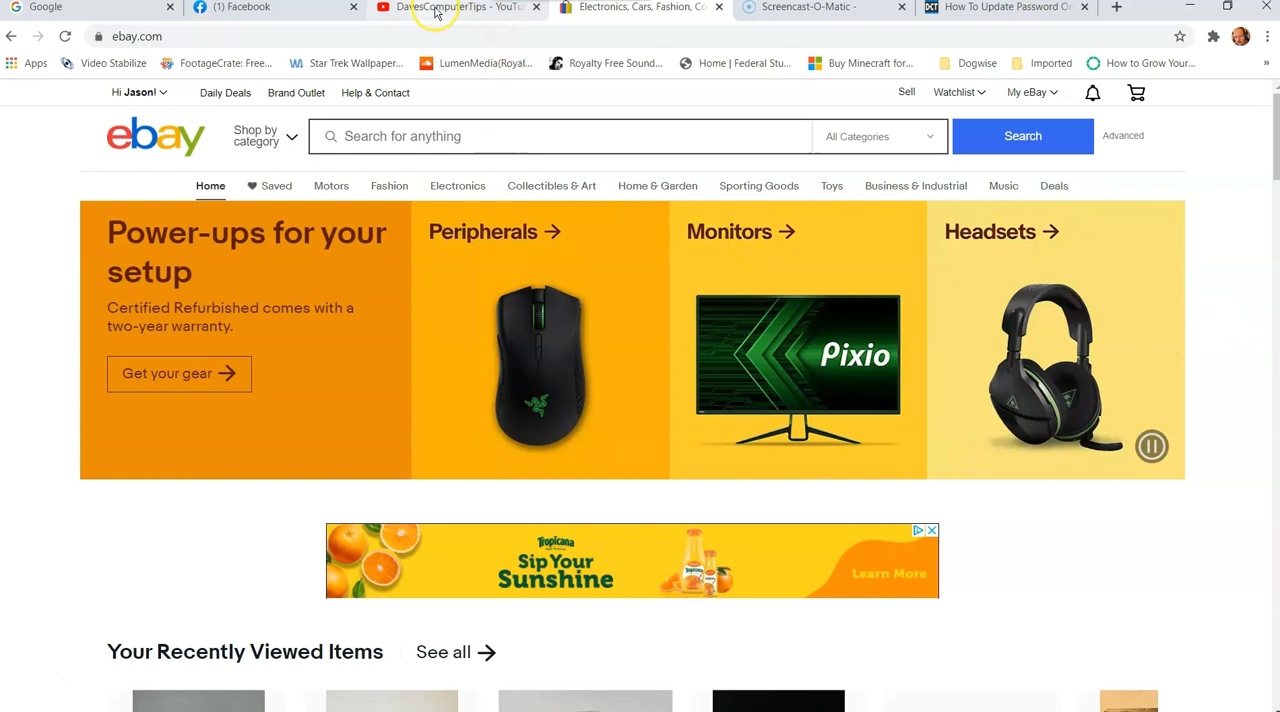 Google
(1) Facebook
DavesComputerTips - YouTu
Electronics, Cars, Fashion, Co
Screencast-O-Matic -
DCT
How To Update Password On
ebay.com
Apps
Video Stabilize
FootageCrate: Free...
Star Trek Wallpaper...
LumenMedia(Royal...
Royalty Free Sound...
Home | Federal Stu...
Buy Minecraft for...
Dogwise
Imported
How to Grow Your...
»
Hi Jason!
Daily Deals
Brand Outlet
Help & Contact
Sell
Watchlist
My eBay
ebay
Shop by
category
Search for anything
All Categories
Search
Advanced
Home
Saved
Motors
Fashion
Electronics
Collectibles & Art
Home & Garden
Sporting Goods
Toys
Business & Industrial
Music
Deals
Power-ups for your
setup
Certified Refurbished comes with a
two-year warranty.
Get your gear →
Peripherals →
Monitors →
Headsets →
Pixio
Tropicana
Sip Your
Sunshine
Learn More
Your Recently Viewed Items
See all →